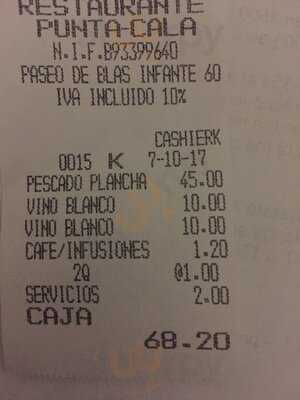 RESTAURANTE
PUNTA-CALA
N.I.F.B93399640
PASEO DE BLAS INFANTE 60
IVA INCLUIDO 10%
CASHIERK
0015 K 7-10-17
PESCADO PLANCHA 45.00
VINO BLANCO 10.00
VINO BLANCO 10.00
CAFE/INFUSIONES 1.20
2Q @1.00
SERVICIOS 2.00
CAJA
68.20